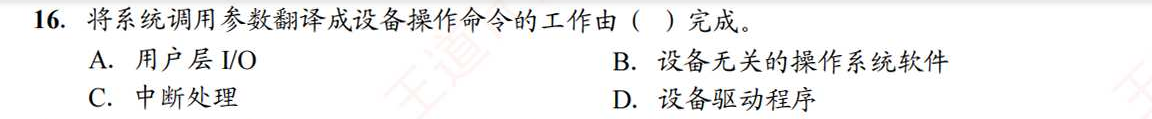 16. 将系统调用参数翻译成设备操作命令的工作由（ ）完成。
A. 用户层 I/O B. 设备无关的操作系统软件
C. 中断处理 D. 设备驱动程序
王道